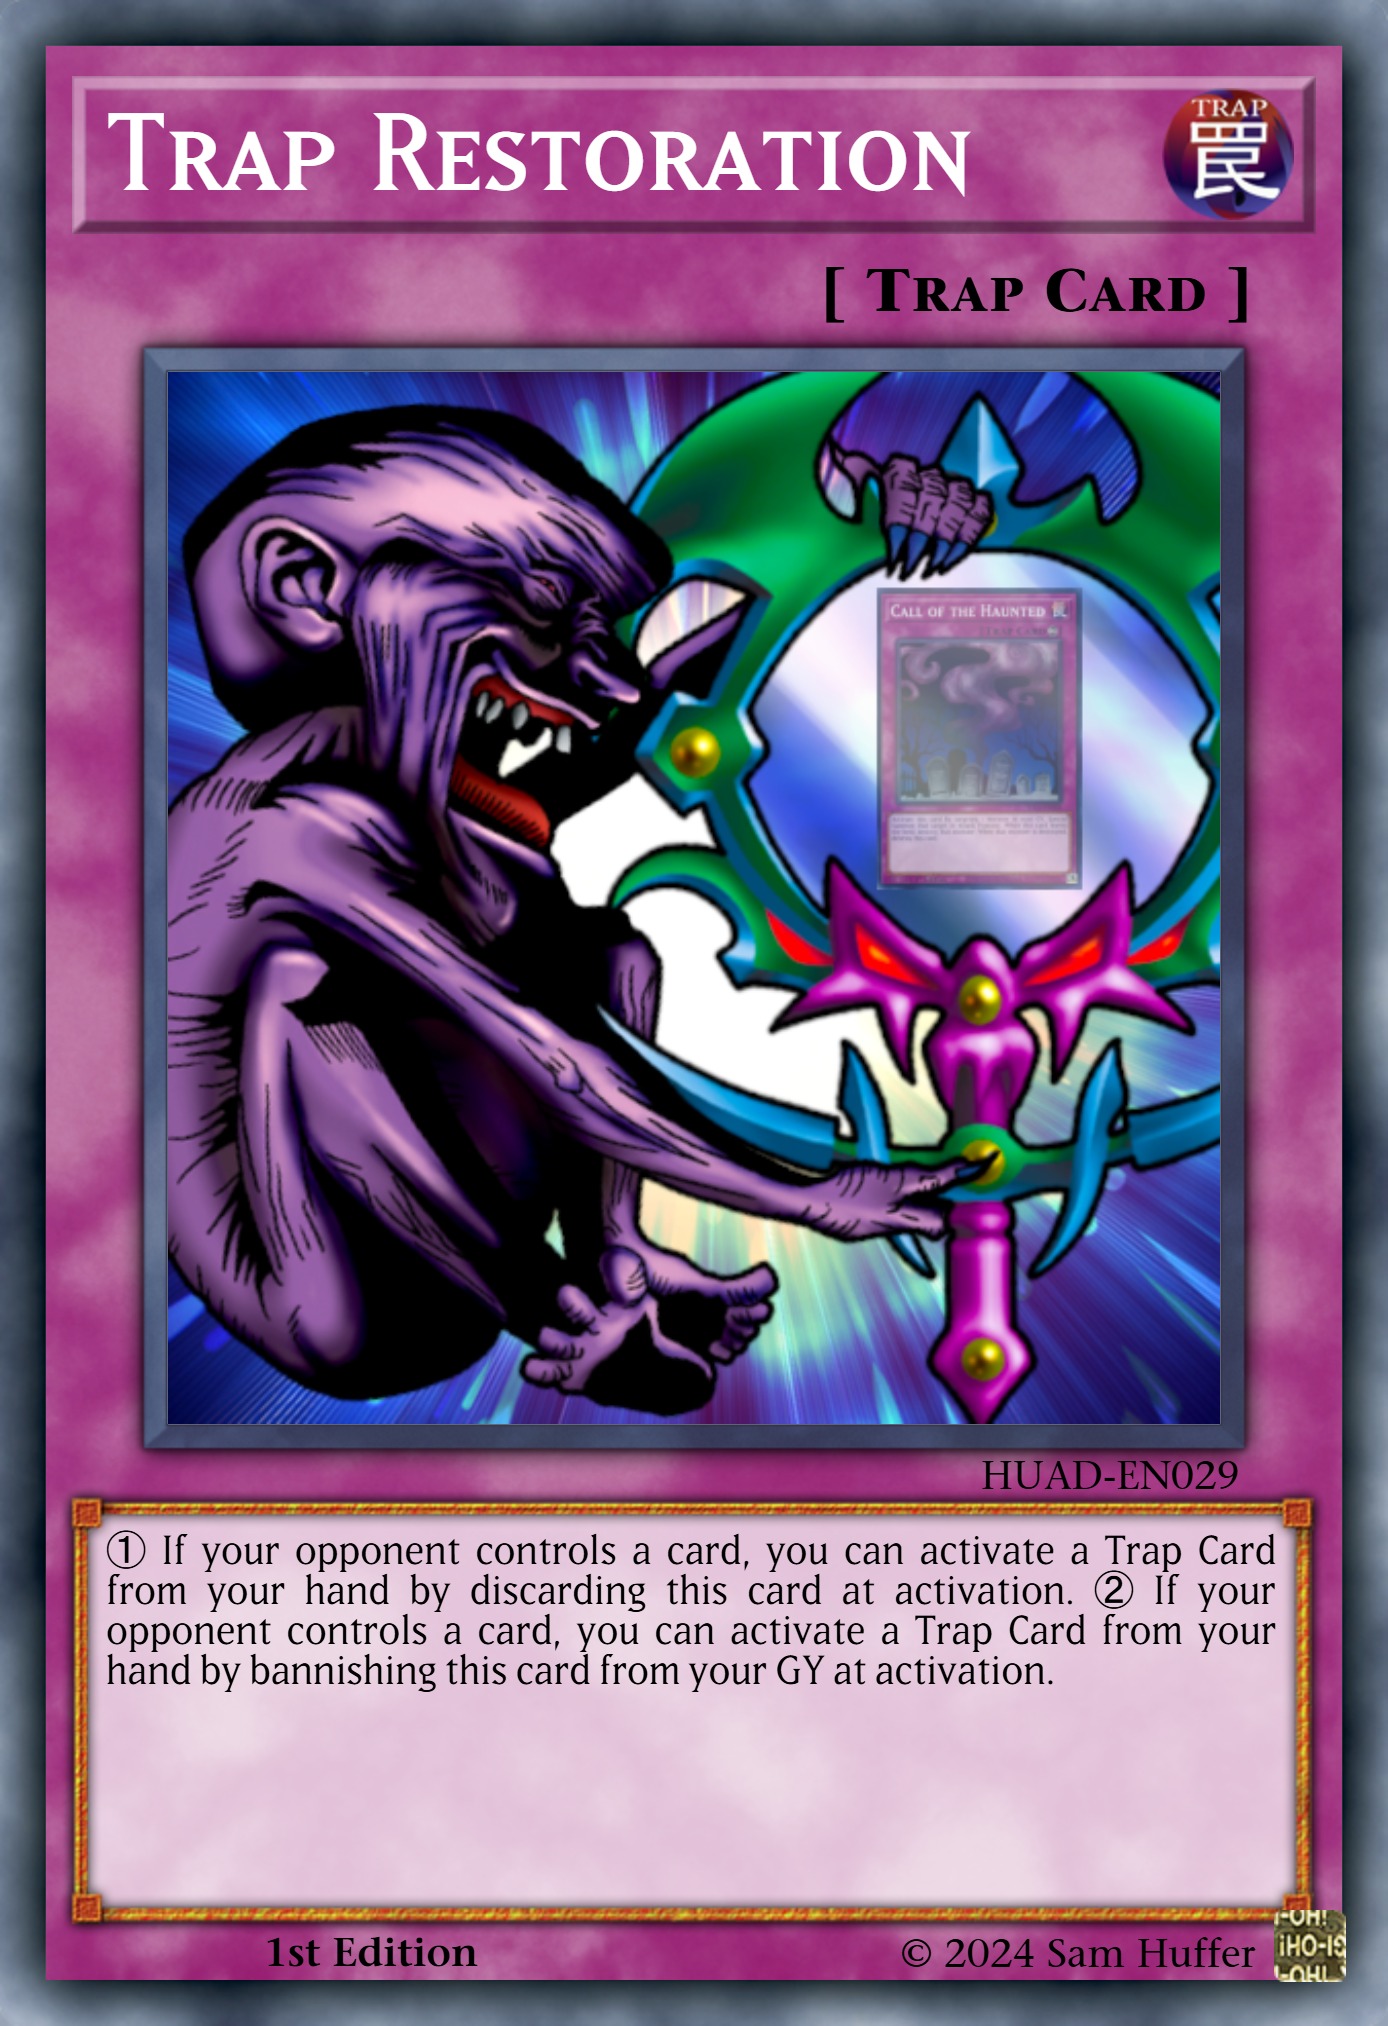 TRAP RESTORATION
TRAP
罠
[ TRAP CARD ]
CALL OF THE HAUNTED
HUAD-EN029
① If your opponent controls a card, you can activate a Trap Card
from your hand by discarding this card at activation. ② If your
opponent controls a card, you can activate a Trap Card from your
hand by bannishing this card from your GY at activation.
1st Edition
© 2024 Sam Huffer